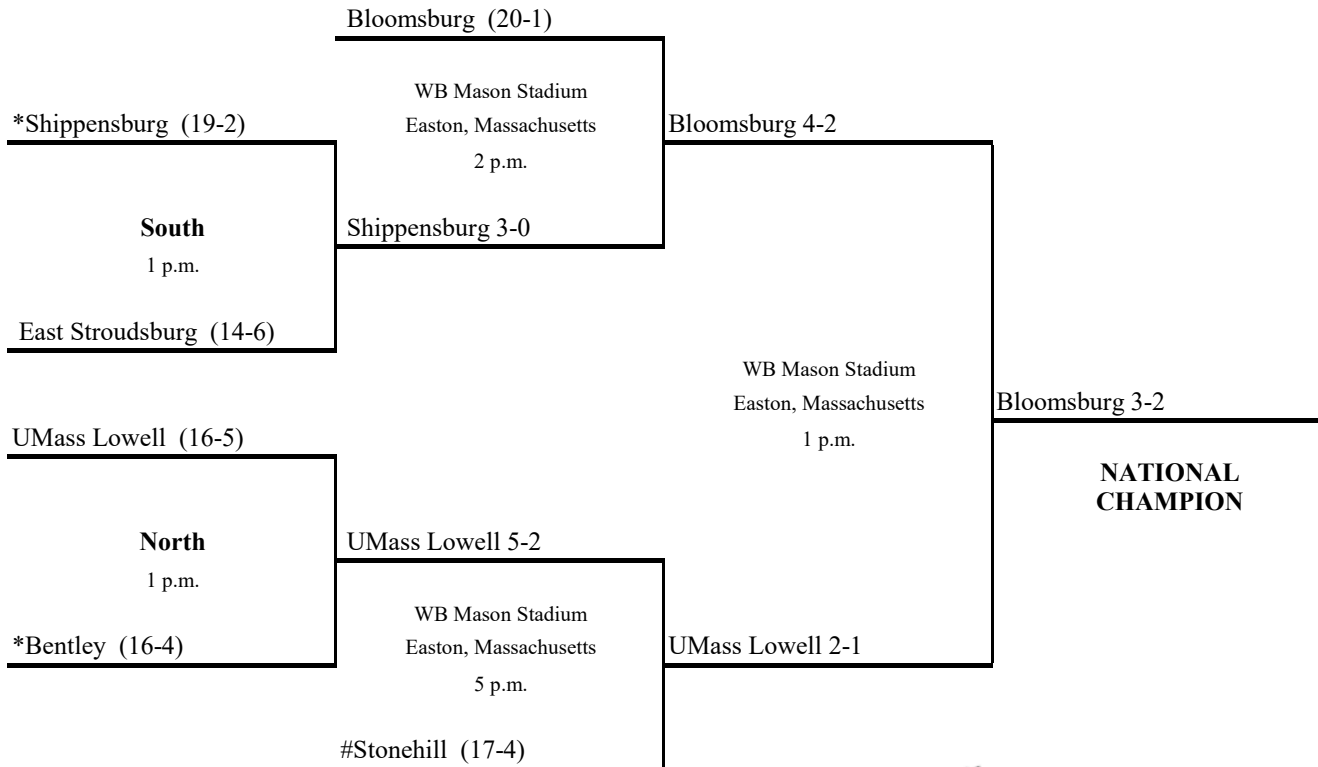 Bloomsburg (20-1)
WB Mason Stadium
Easton, Massachusetts
2 p.m.
*Shippensburg (19-2)
Bloomsburg 4-2
South
1 p.m.
Shippensburg 3-0
East Stroudsburg (14-6)
WB Mason Stadium
Easton, Massachusetts
1 p.m.
Bloomsburg 3-2
NATIONAL
CHAMPION
UMass Lowell (16-5)
North
1 p.m.
UMass Lowell 5-2
*Bentley (16-4)
WB Mason Stadium
Easton, Massachusetts
5 p.m.
UMass Lowell 2-1
#Stonehill (17-4)